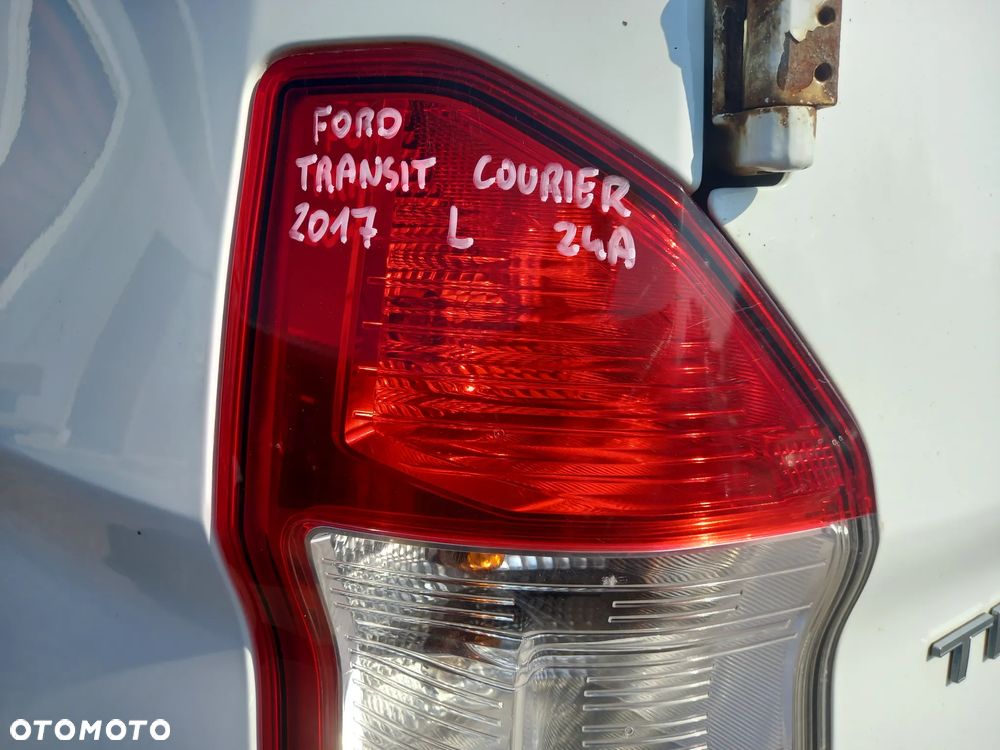 FORD
TRANSIT COURIER
2017 L 24A
OTOMOTO